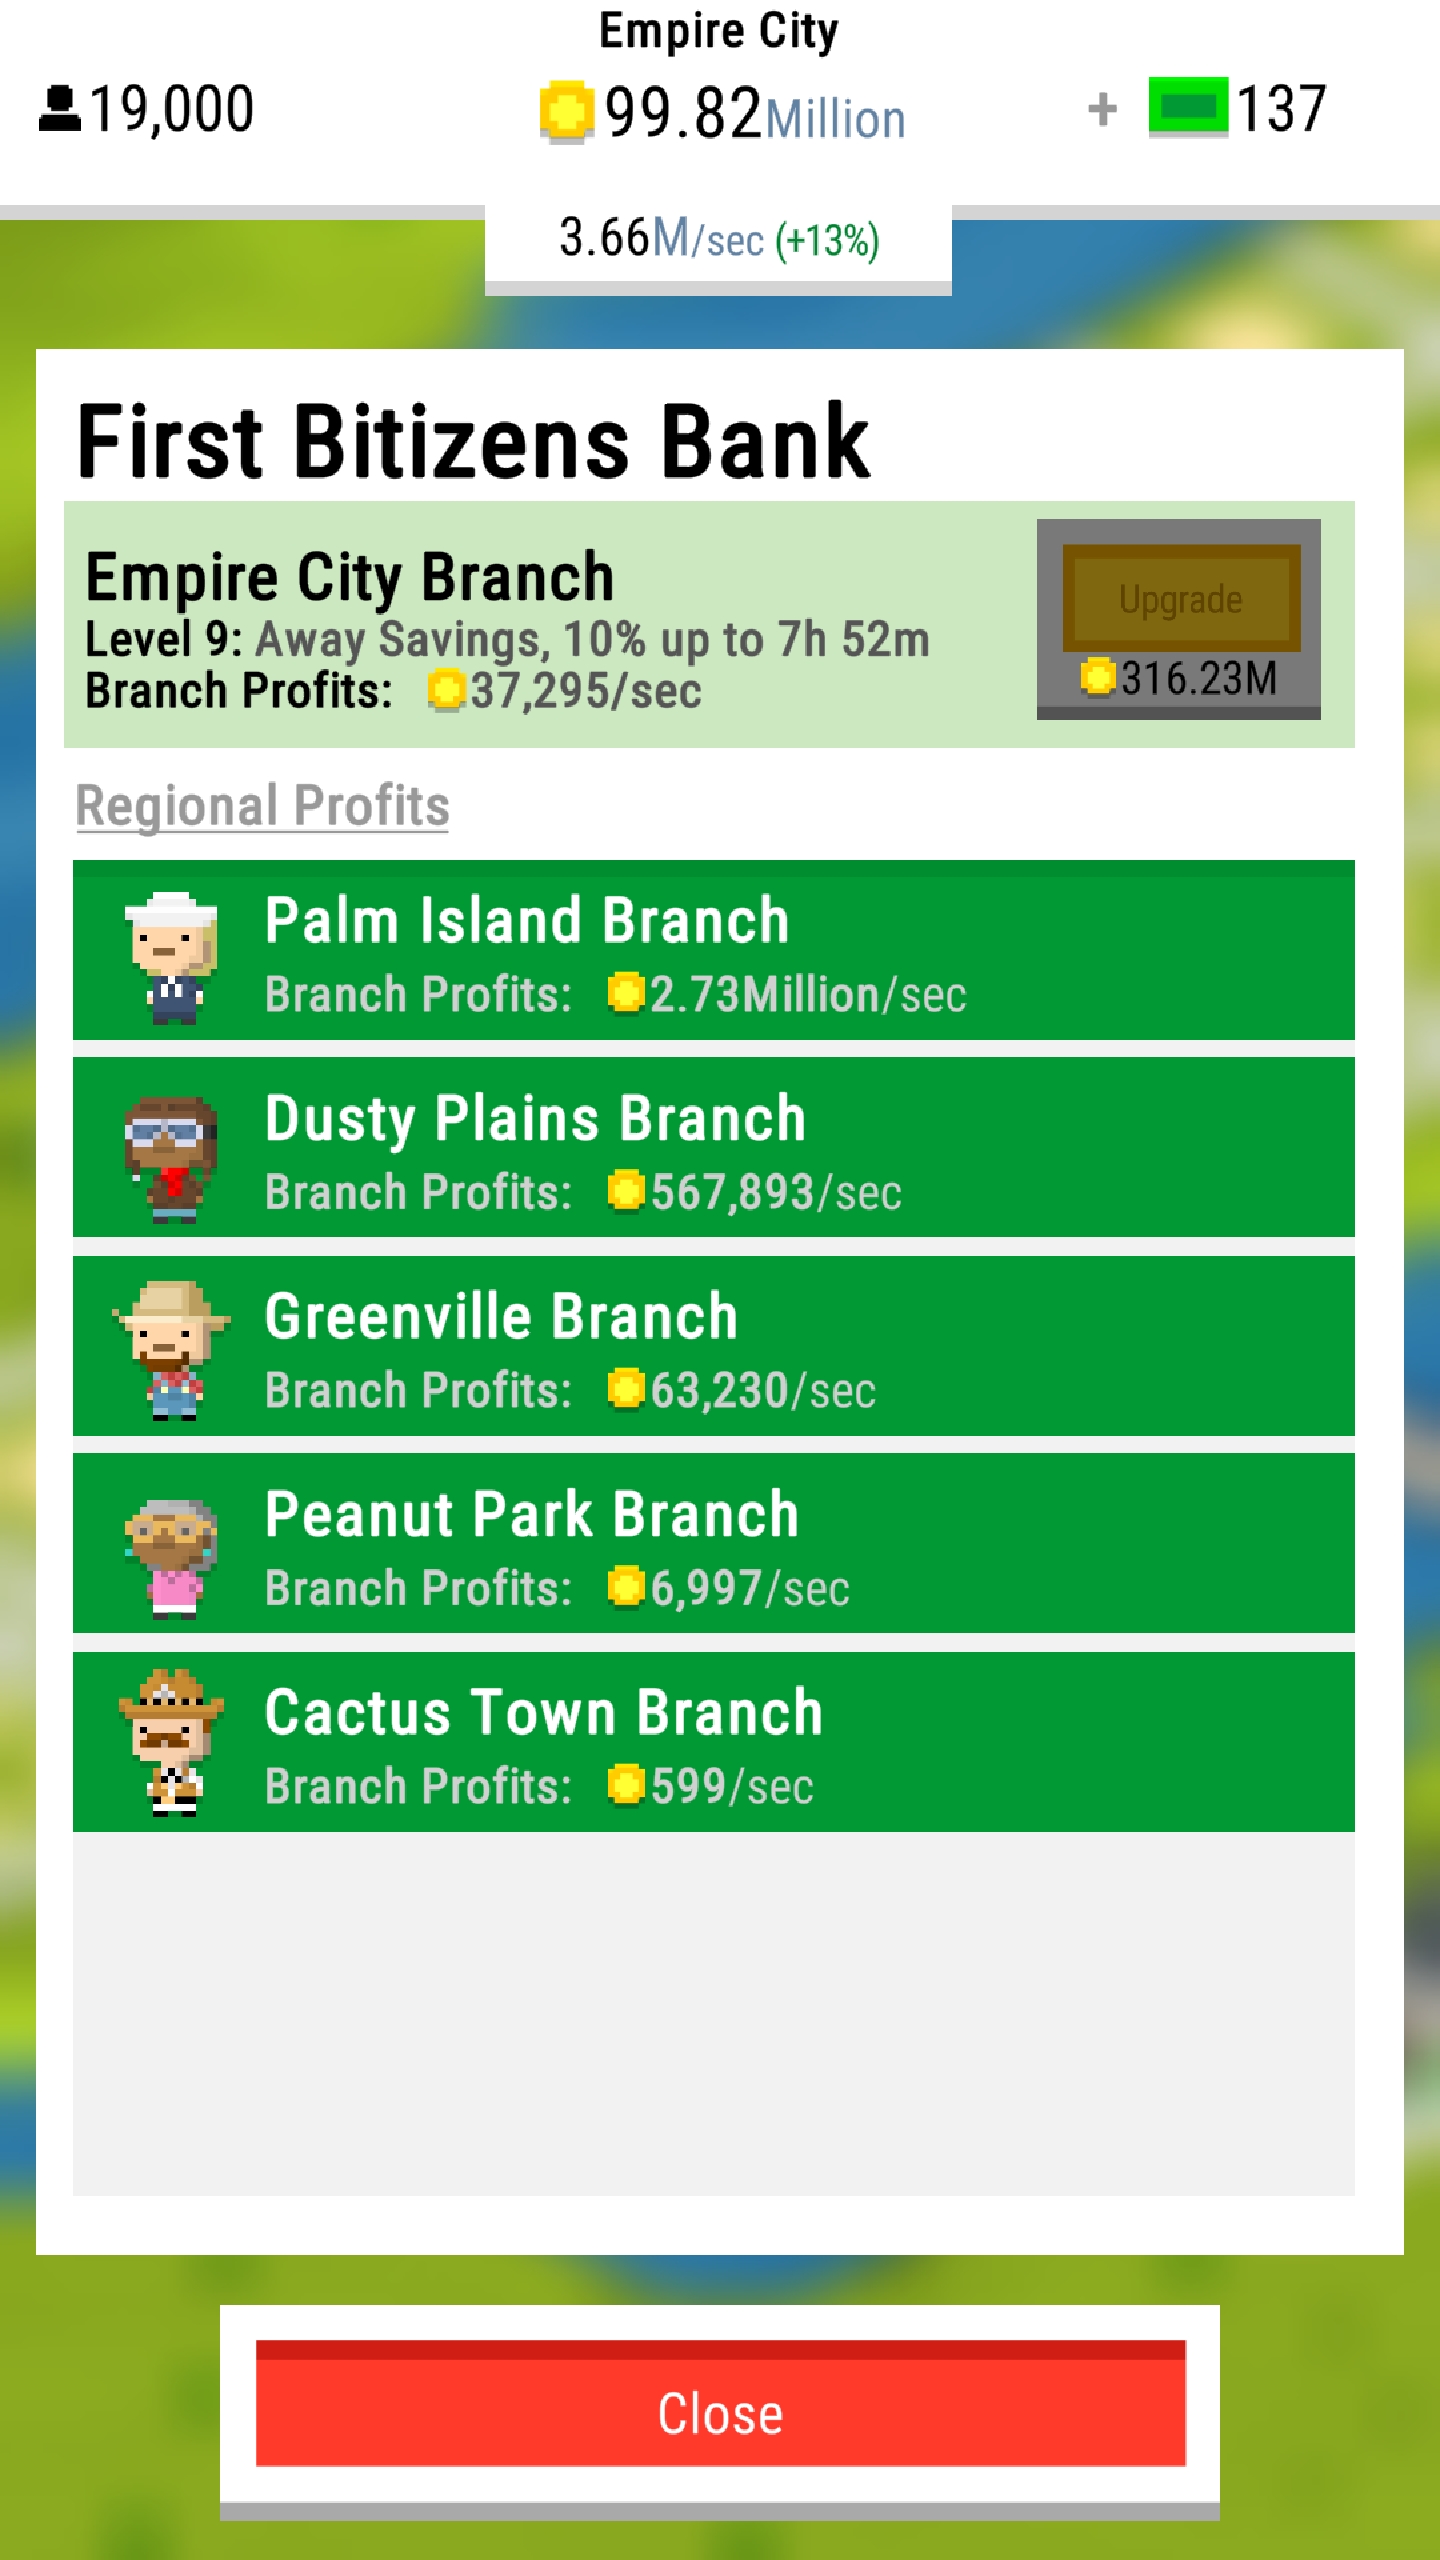 Empire City
19,000
99.82Million
+ 137
3.66M/sec (+13%)
First Bitizens Bank
Empire City Branch
Level 9: Away Savings, 10% up to 7h 52m
Branch Profits: 37,295/sec
Upgrade
316.23M
Regional Profits
Palm Island Branch
Branch Profits: 2.73Million/sec
Dusty Plains Branch
Branch Profits: 567,893/sec
Greenville Branch
Branch Profits: 63,230/sec
Peanut Park Branch
Branch Profits: 6,997/sec
Cactus Town Branch
Branch Profits: 599/sec
Close